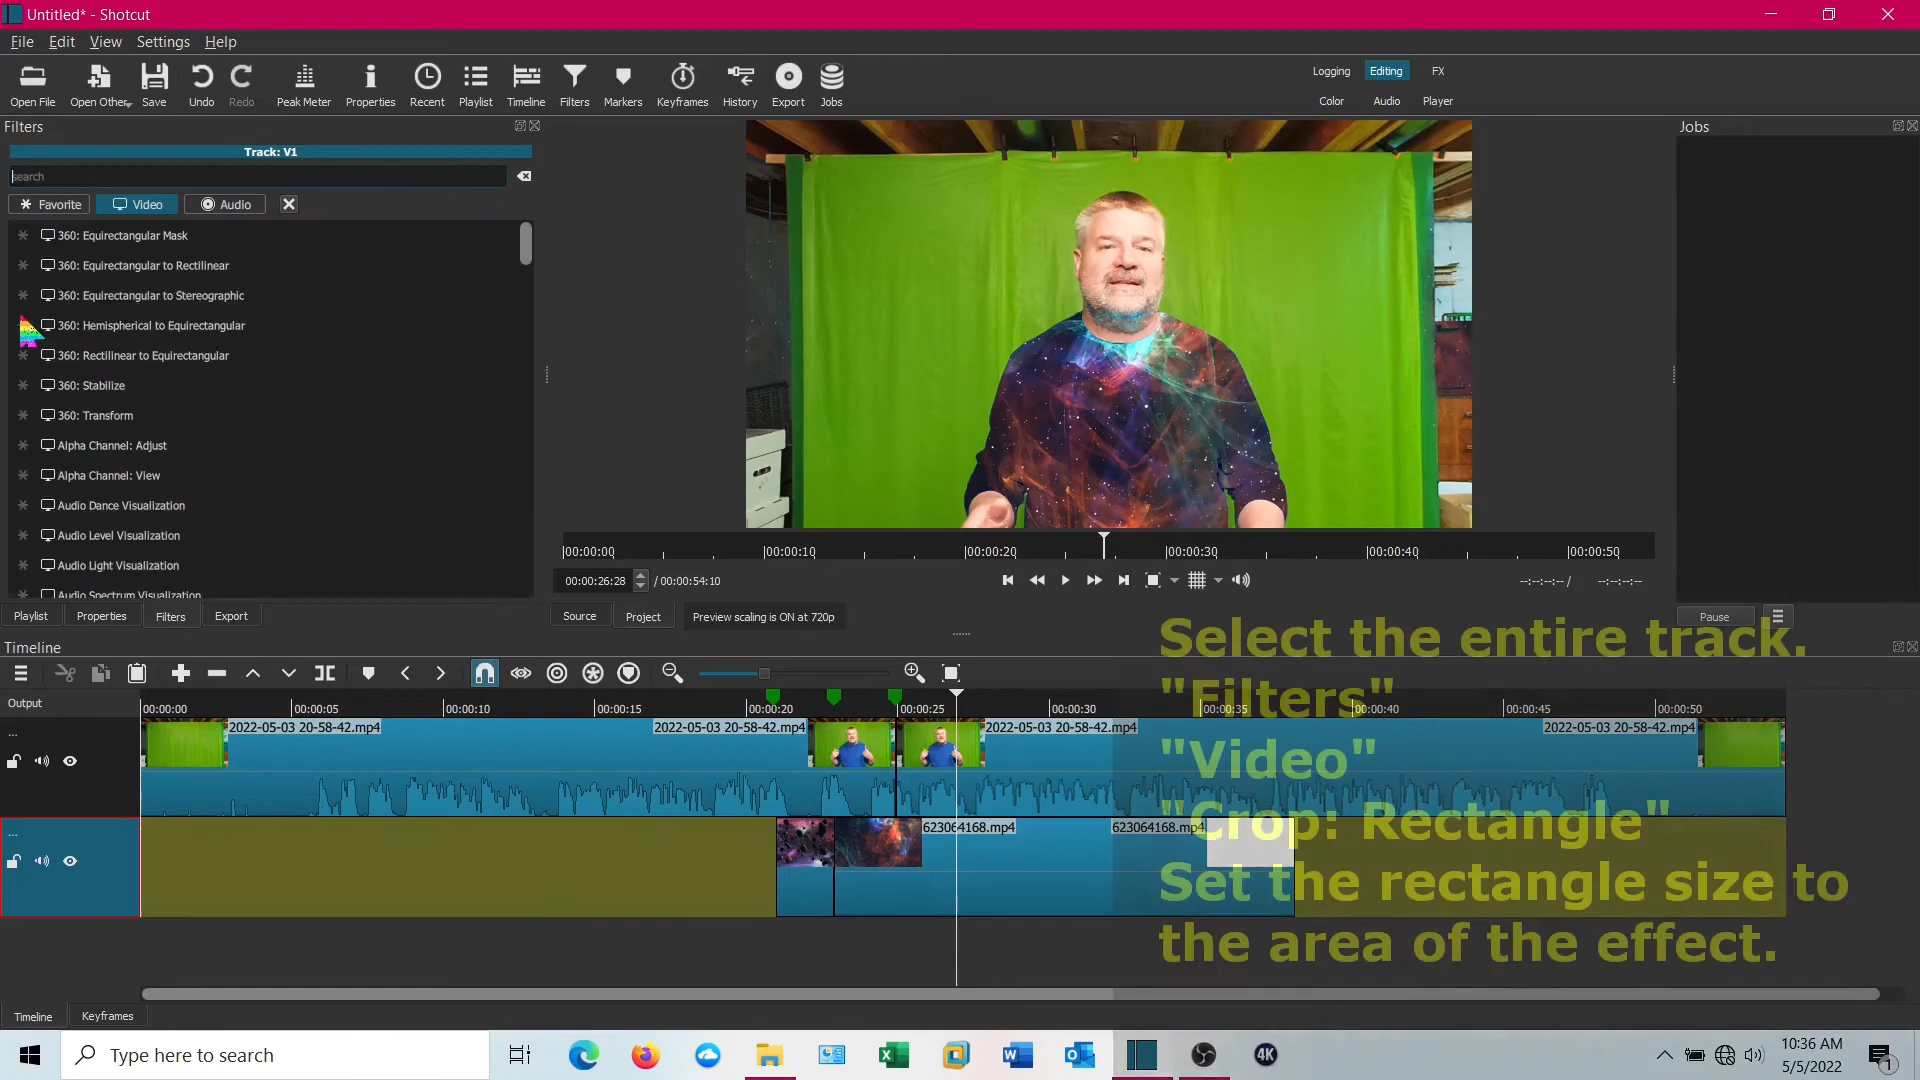 Untitled* - Shotcut
File Edit View Settings Help
Open File Open Other... Save Undo Redo Peak Meter Properties Recent Playlist Timeline Filters Markers Keyframes History Export Jobs
Logging Editing FX
Color Audio Player
Filters
Jobs
Track: V1
search
Favorite Video Audio
360: Equirectangular Mask
360: Equirectangular to Rectilinear
360: Equirectangular to Stereographic
360: Hemispherical to Equirectangular
360: Rectilinear to Equirectangular
360: Stabilize
360: Transform
Alpha Channel: Adjust
Alpha Channel: View
Audio Dance Visualization
Audio Level Visualization
Audio Light Visualization
Audio Spectrum Visualization
00:00:00 00:00:10 00:00:20 00:00:30 00:00:40 00:00:50
00:00:26:28 / 00:00:54:10
--:--:--:-- / --:--:--:--
Playlist Properties Filters Export
Source Project Preview scaling is ON at 720p
Pause
Select the entire track.
"Filters"
"Video"
"Crop: Rectangle"
Set the rectangle size to
the area of the effect.
Timeline
Output
00:00:00 00:00:05 00:00:10 00:00:15 00:00:20 00:00:25 00:00:30 00:00:35 00:00:40 00:00:45 00:00:50
...
2022-05-03 20-58-42.mp4 2022-05-03 20-58-42.mp4 2022-05-03 20-58-42.mp4 2022-05-03 20-58-42.mp4
...
623064168.mp4 623064168.mp4
Timeline Keyframes
Type here to search
4K
10:36 AM
5/5/2022
1